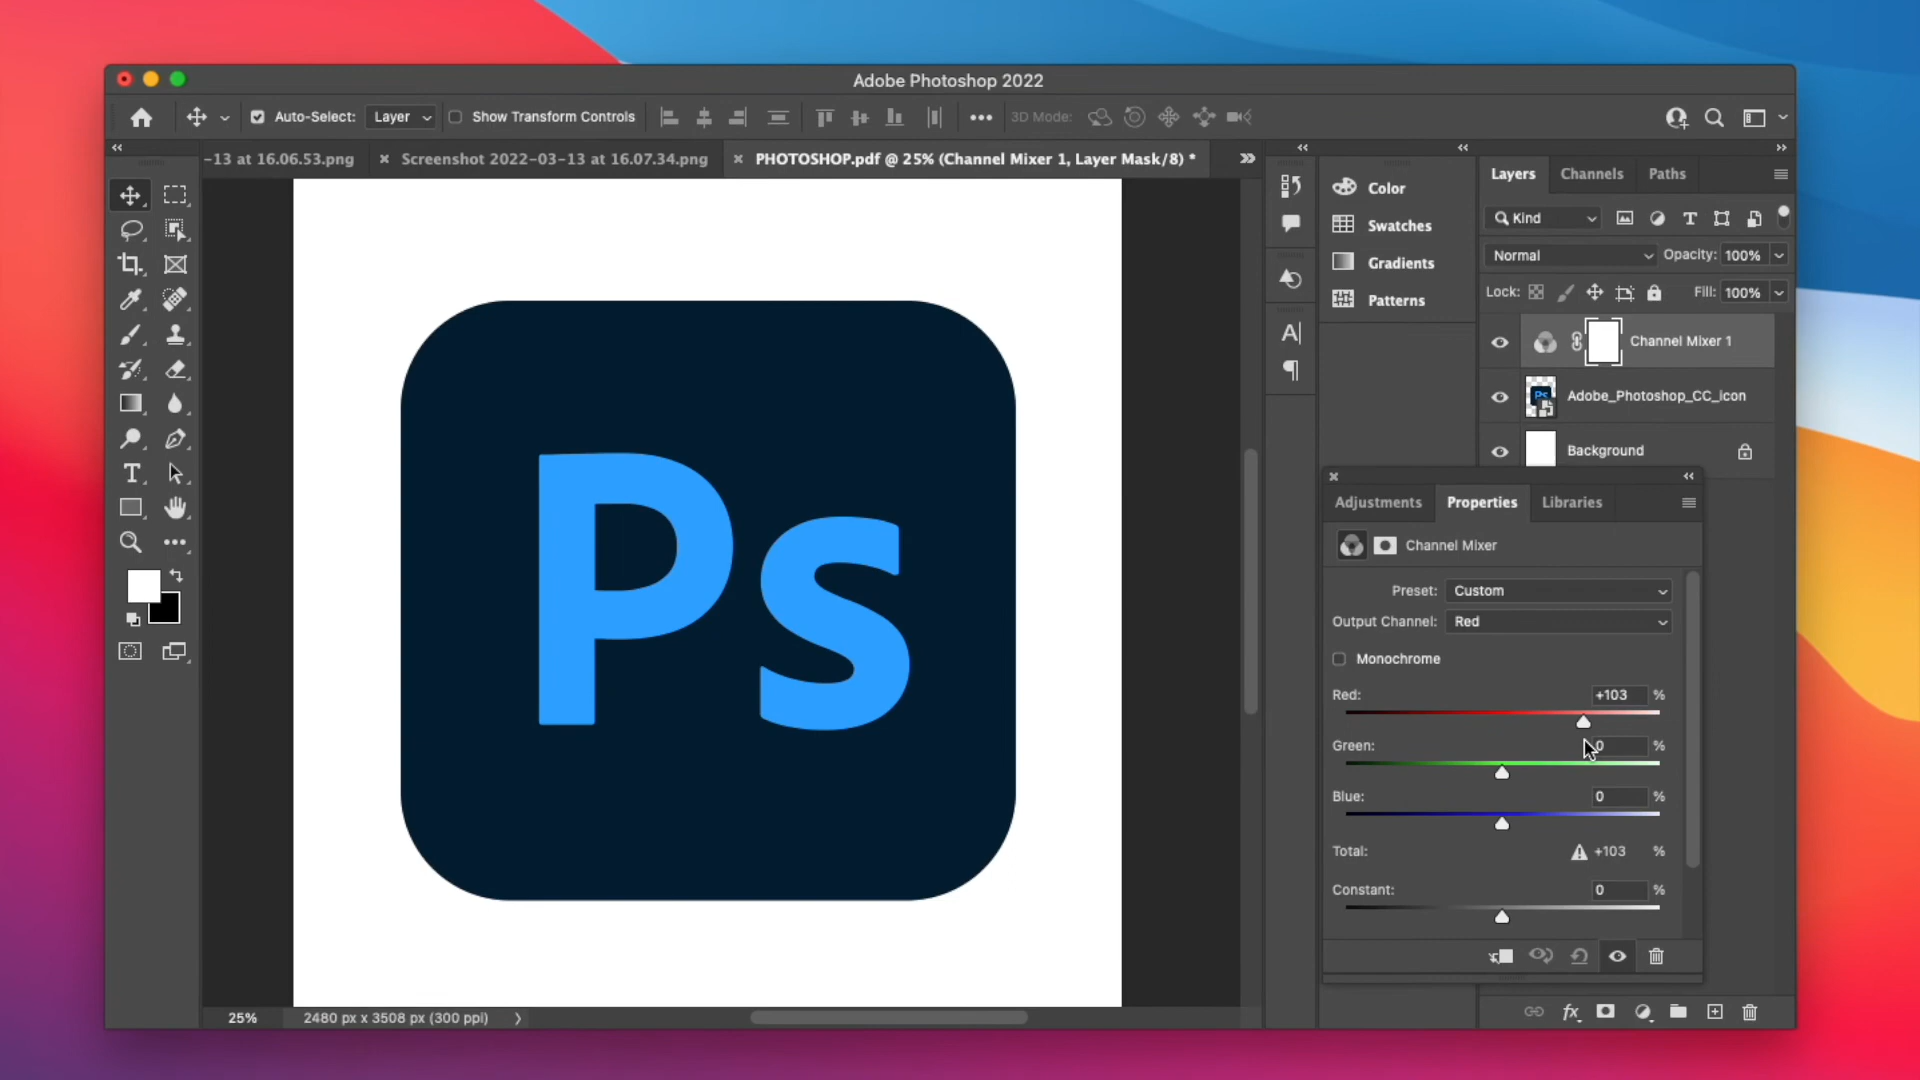 Adobe Photoshop 2022
Auto-Select: Layer Show Transform Controls 3D Mode:
-13 at 16.06.53.png × Screenshot 2022-03-13 at 16.07.34.png × PHOTOSHOP.pdf @ 25% (Channel Mixer 1, Layer Mask/8) *
Color
Swatches
Gradients
Patterns
Layers Channels Paths
Kind
Normal Opacity: 100%
Lock: Fill: 100%
Channel Mixer 1
Adobe_Photoshop_CC_icon
Background
Ps
Adjustments Properties Libraries
Channel Mixer
Preset: Custom
Output Channel: Red
Monochrome
Red: +103 %
Green: 0 %
Blue: 0 %
Total: +103 %
Constant: 0 %
25% 2480 px x 3508 px (300 ppi)